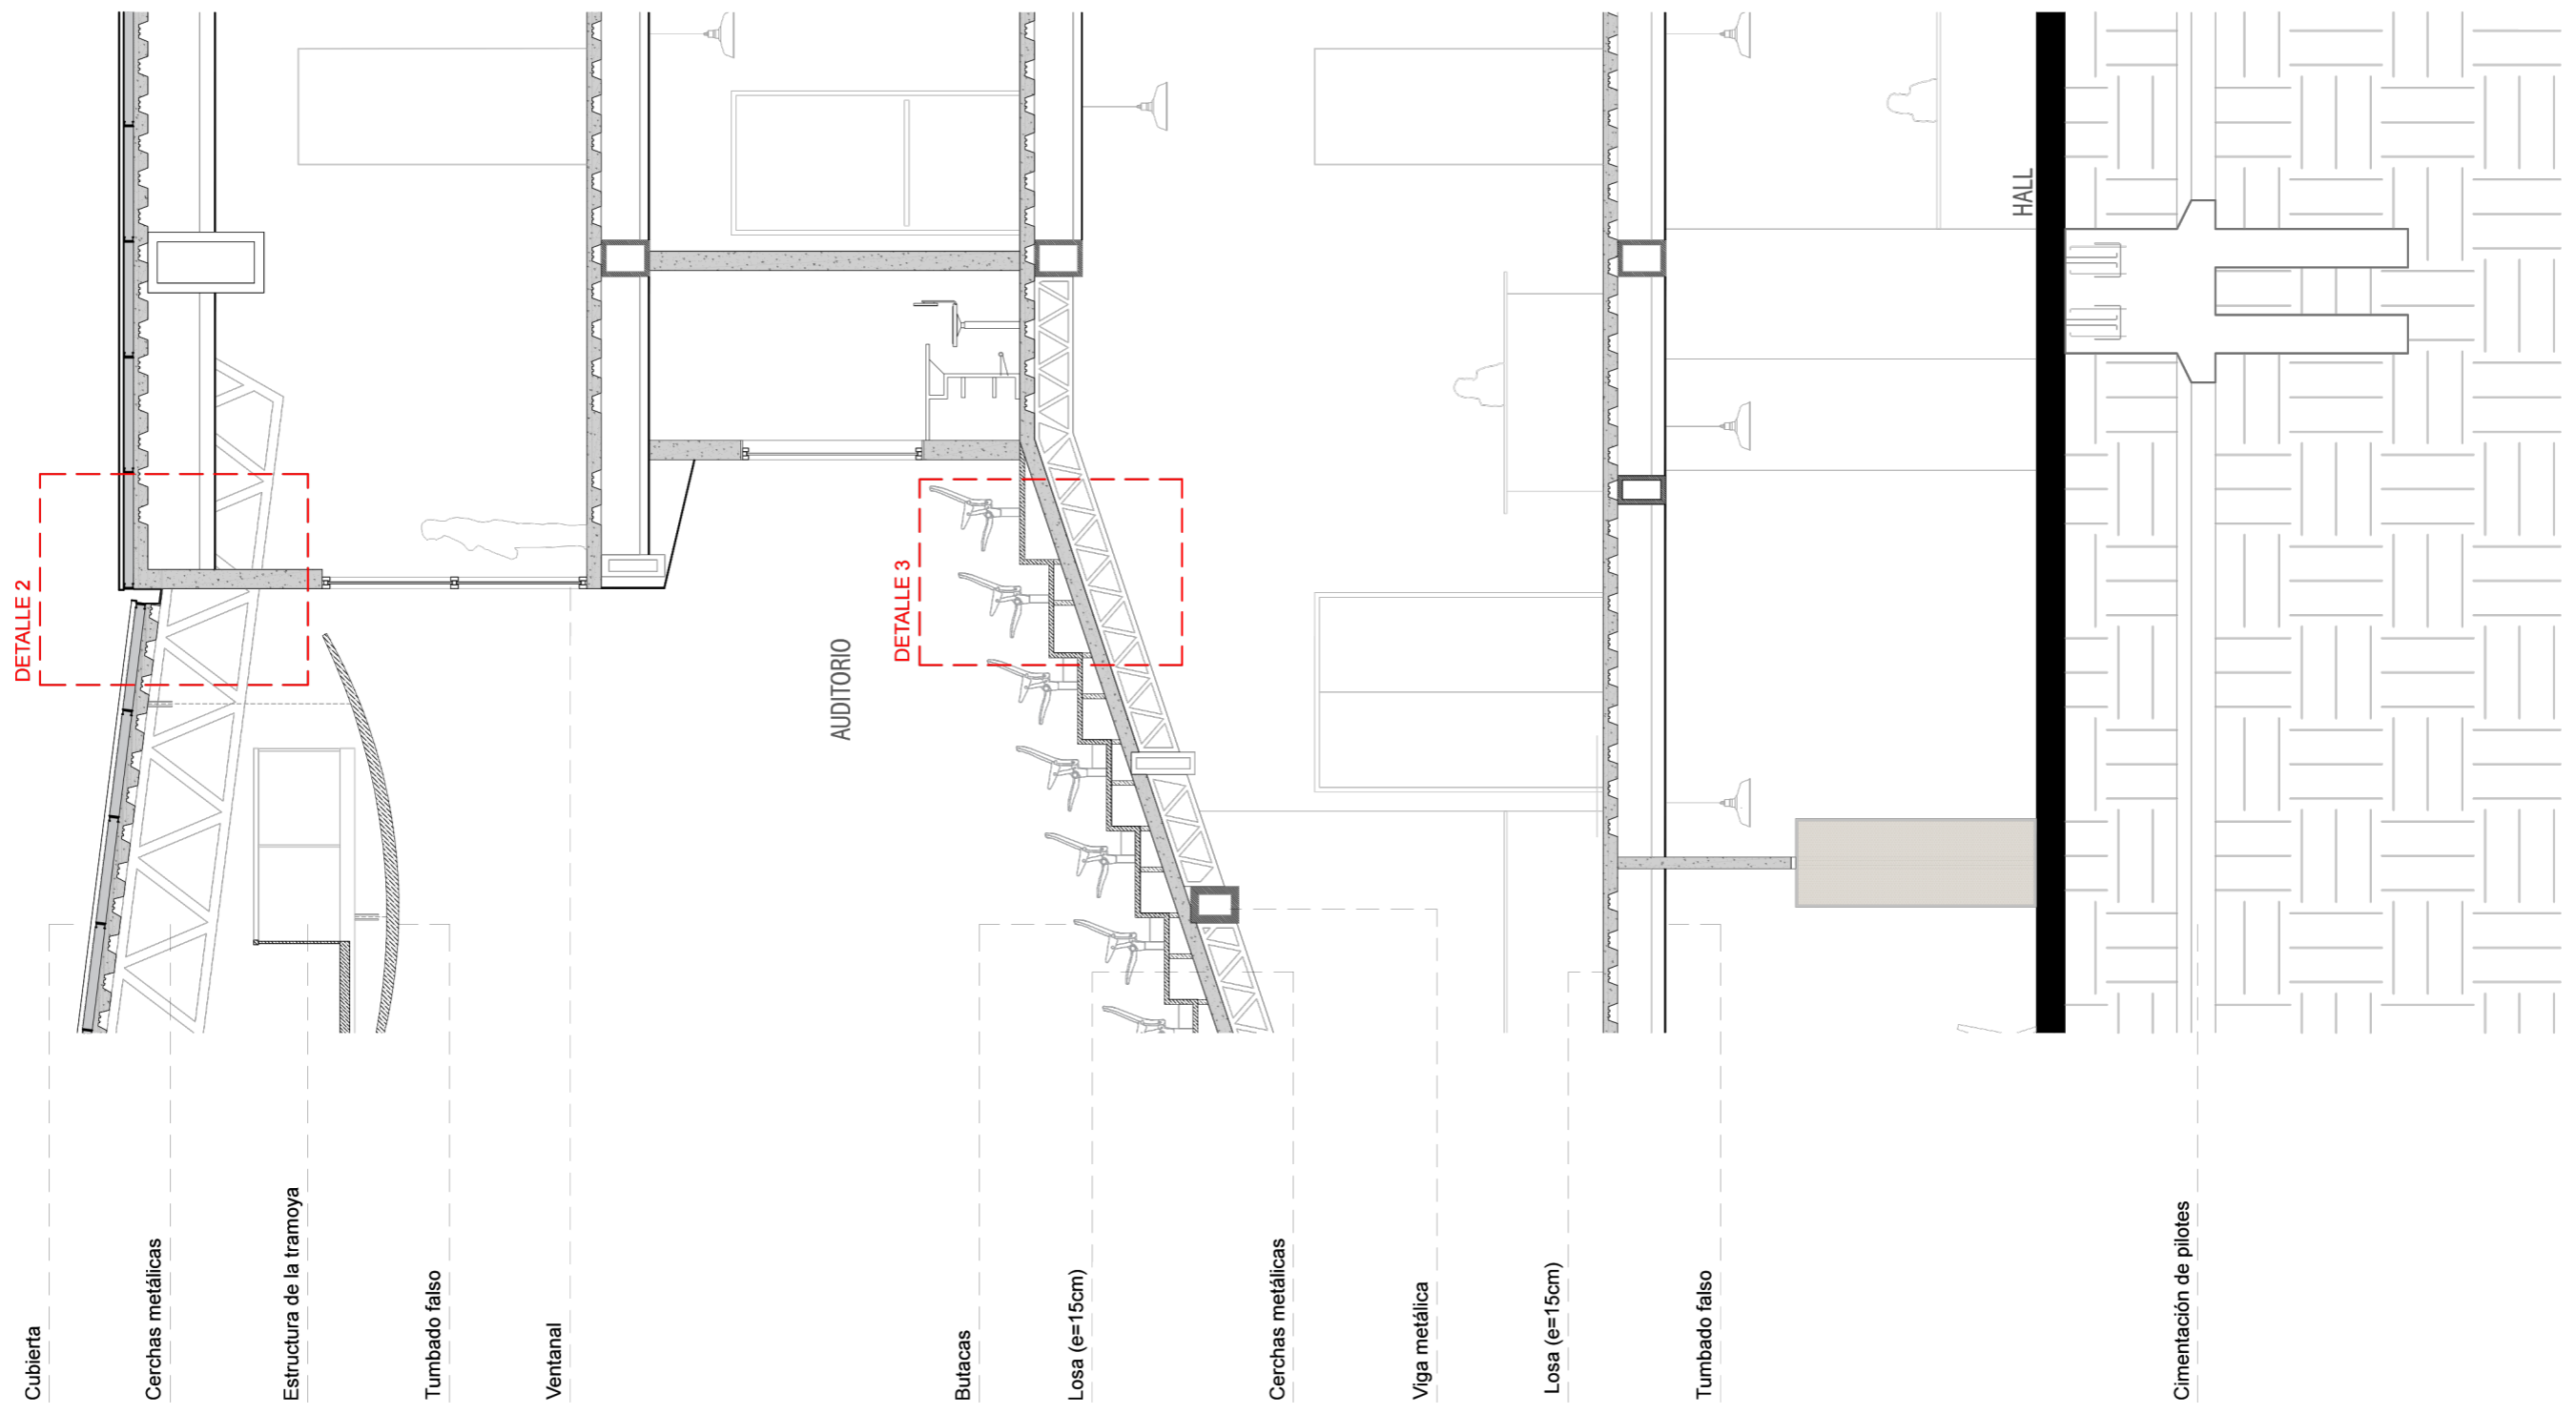 Cubierta
Cerchas metálicas
Estructura de la tramoya
Tumbado falso
Ventanal
Butacas
Losa (e=15cm)
Cerchas metálicas
Viga metálica
Losa (e=15cm)
Tumbado falso
Cimentación de pilotes
DETALLE 2
AUDITORIO
DETALLE 3
HALL